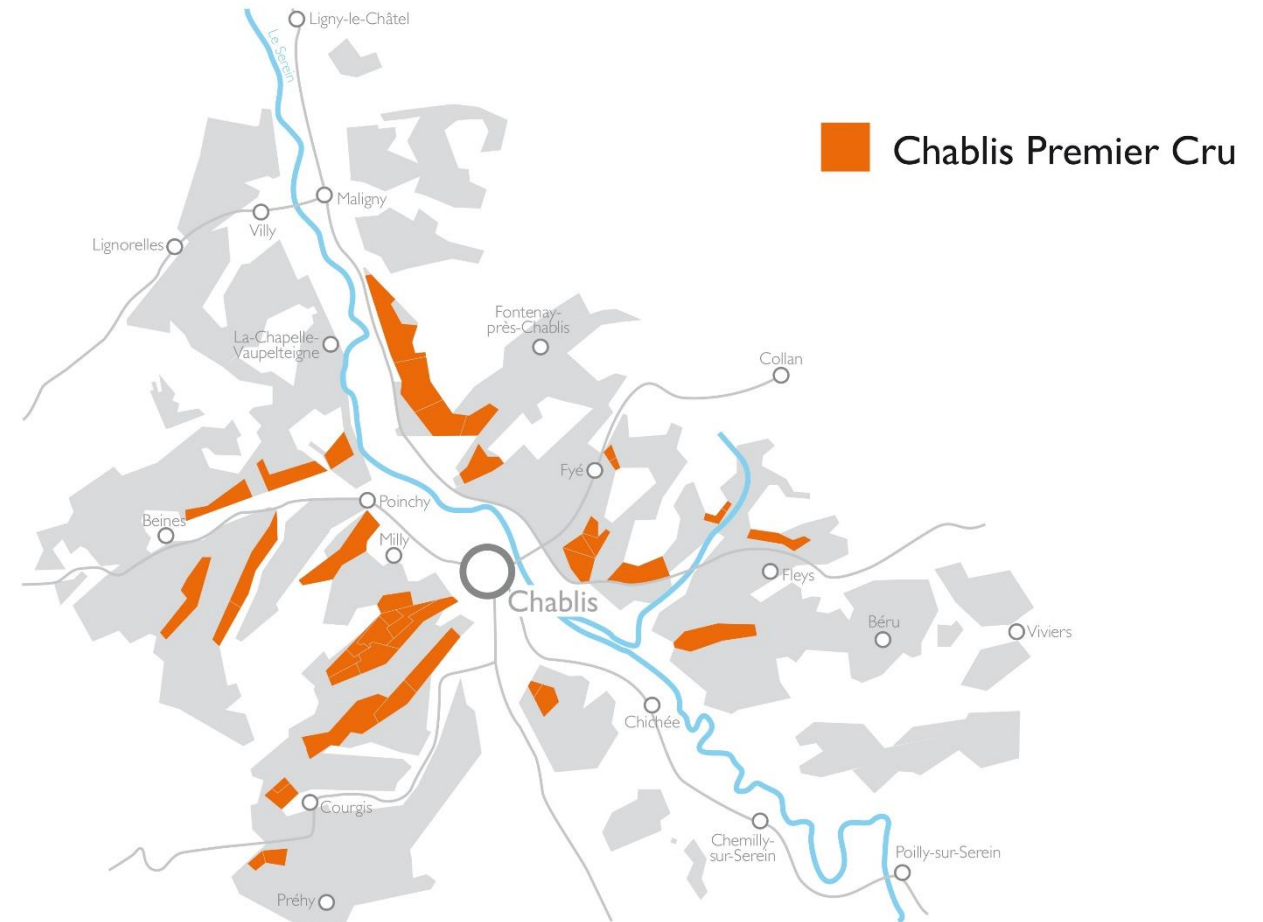 Ligny-le-Châtel
Le Serein
Chablis Premier Cru
Maligny
Villy
Lignorelles
Fontenay-
près-Chablis
La-Chapelle-
Vaupelteigne
Collan
Fyé
Poinchy
Beines
Milly
Fleys
Chablis
Béru
Viviers
Chichée
Courgis
Chemilly-
sur-Serein
Poilly-sur-Serein
Préhy